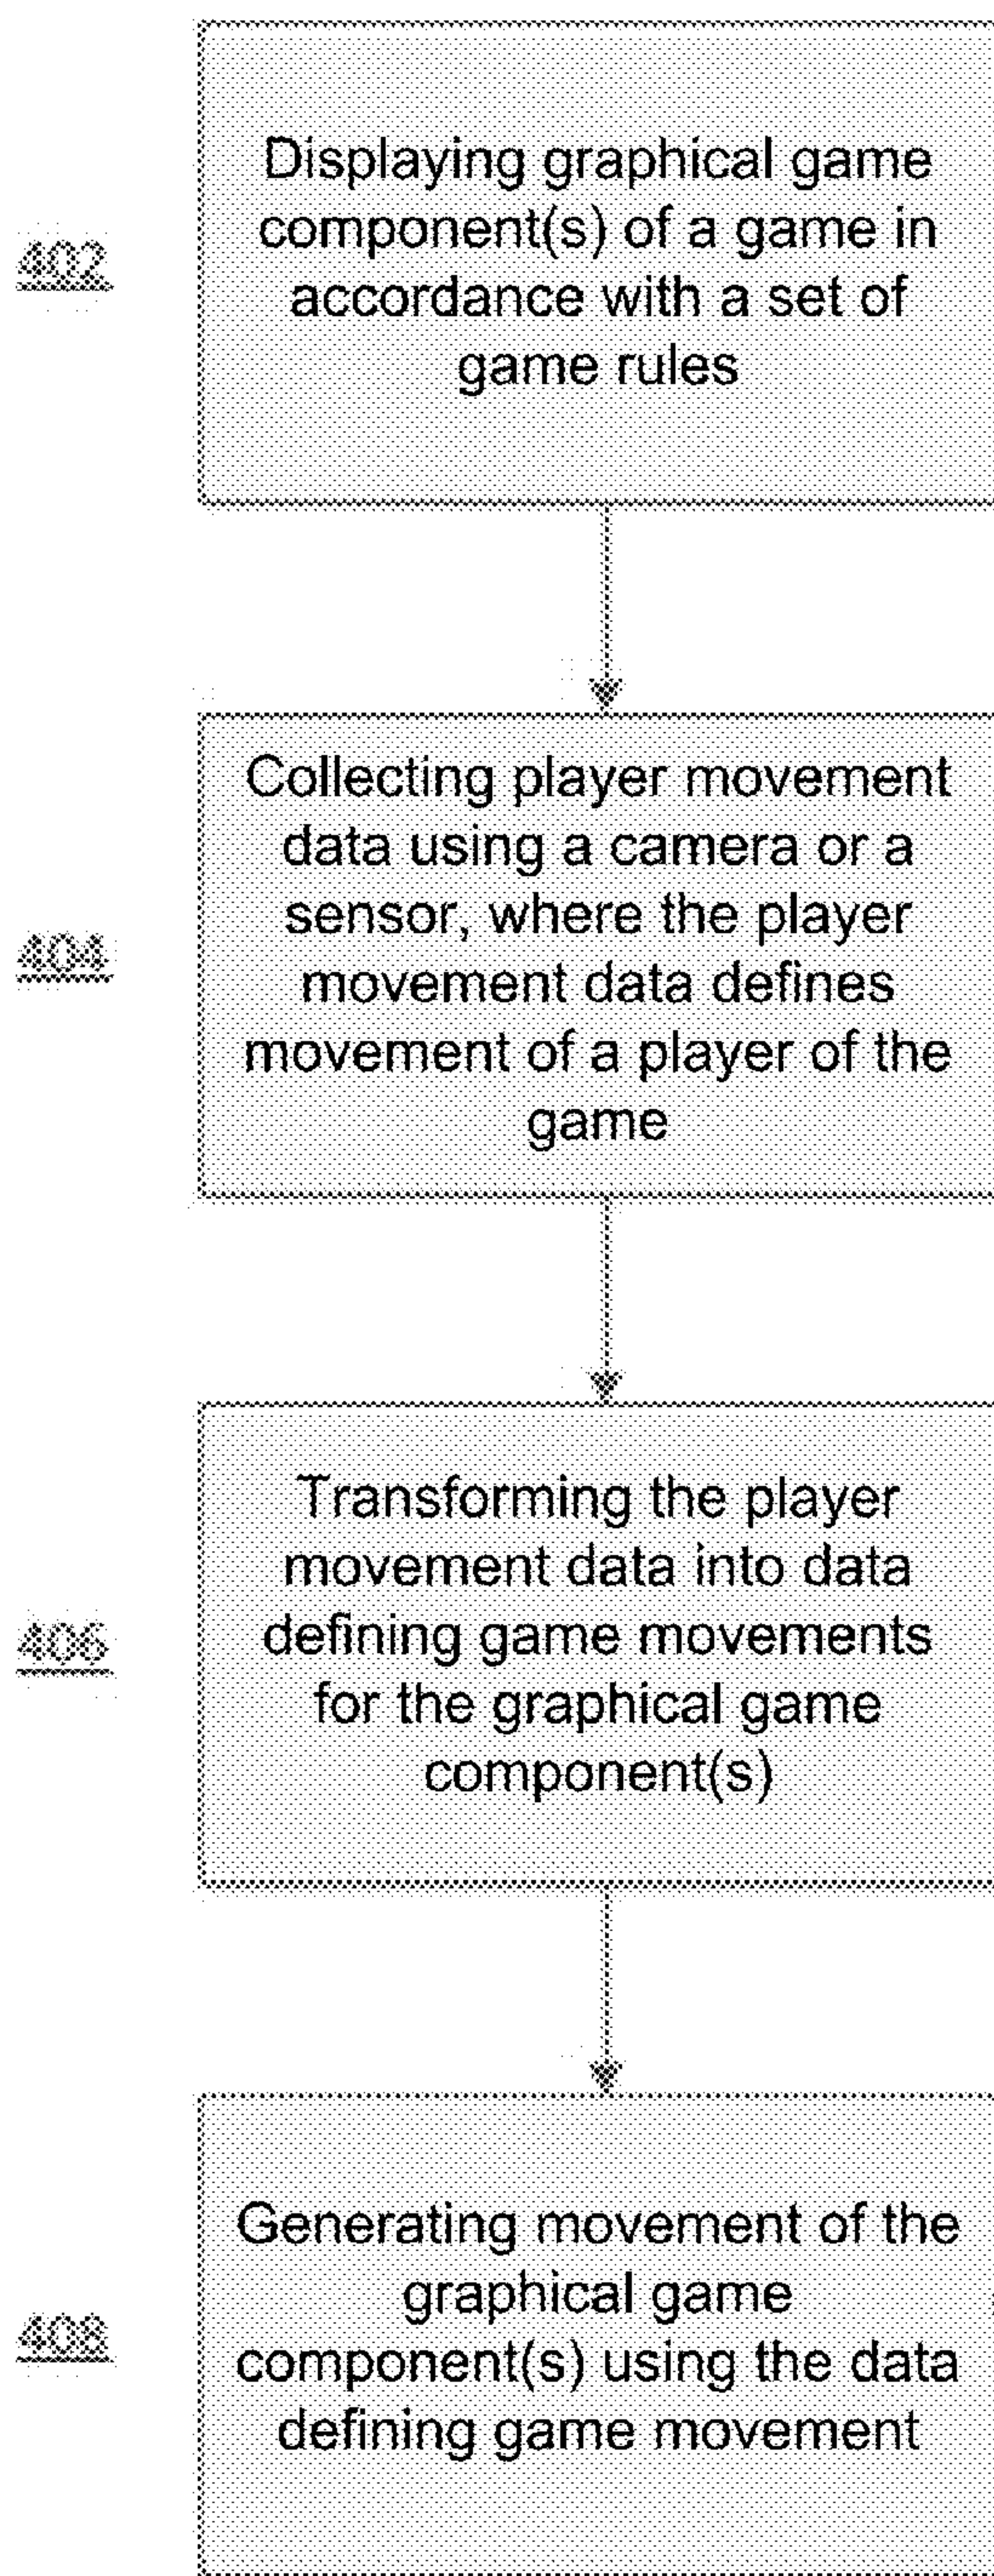 Displaying graphical game
component(s) of a game in
accordance with a set of
game rules
402
Collecting player movement
data using a camera or a
sensor, where the player
movement data defines
movement of a player of the
game
404
Transforming the player
movement data into data
defining game movements
for the graphical game
component(s)
406
Generating movement of the
graphical game
component(s) using the data
defining game movement
408